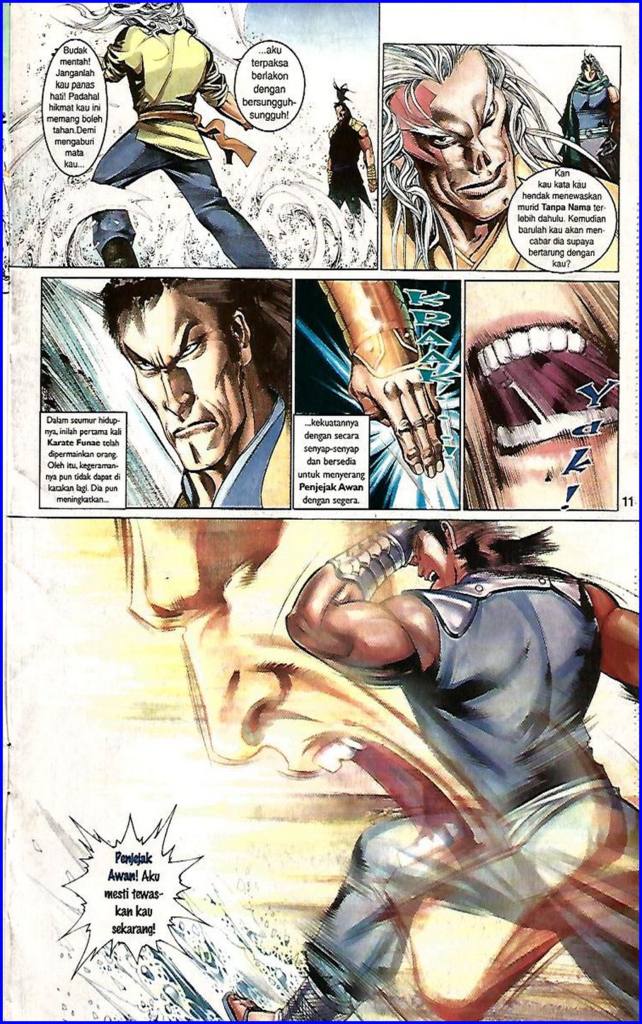 Budak
mentah!
Janganlah
kau panas
hati! Padahal
hikmat kau ini
memang boleh
tahan.Demi
mengaburi
mata
kau...
...aku
terpaksa
berlakon
dengan
bersungguh-
sungguh!
Kan
kau kata kau
hendak menewaskan
murid Tanpa Nama ter-
lebih dahulu. Kemudian
barulah kau akan men-
cabar dia supaya
bertarung dengan
kau?
Dalam seumur hidup-
nya, inilah pertama kali
Karate Funae telah
dipermainkan orang.
Oleh itu, kegeraman-
nya pun tidak dapat di
katakan lagi. Dia pun
meningkatkan...
...kekuatannya
dengan secara
senyap-senyap
dan bersedia
untuk menyerang
Penjejak Awan
dengan segera.
KRAAK!!
YAK!
11
Penjejak
Awan! Aku
mesti tewas-
kan kau
sekarang!